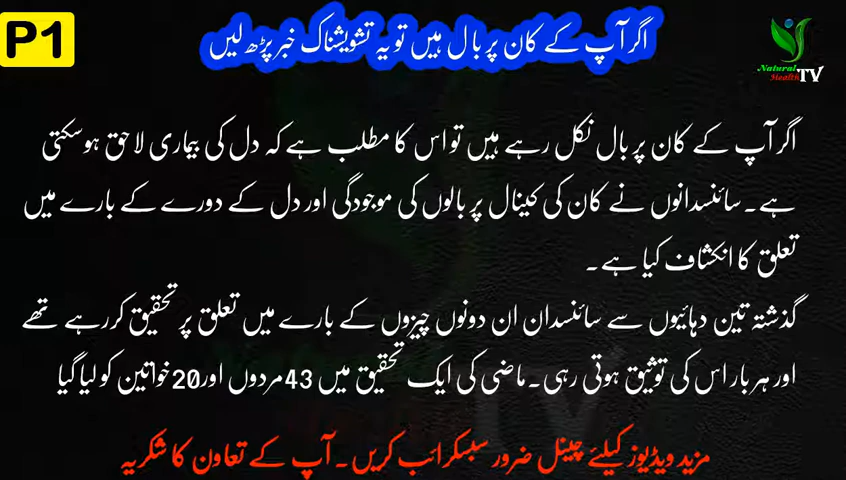 P1
اگر آپ کے کان پر بال ہیں تو یہ تشویشناک خبر پڑھ لیں
Natural
Health TV
اگر آپ کے کان پر بال نکل رہے ہیں تو اس کا مطلب ہے کہ دل کی بیماری لاحق ہوسکتی
ہے۔ سائنسدانوں نے کان کی کینال پر بالوں کی موجودگی اور دل کے دورے کے بارے میں
تعلق کا انکشاف کیا ہے۔
گذشتہ تین دہائیوں سے سائنسدان ان دونوں چیزوں کے بارے میں تعلق پر تحقیق کر رہے تھے
اور ہر بار اس کی توثیق ہوتی رہی۔ ماضی کی ایک تحقیق میں 43 مردوں اور 20 خواتین کو لیا گیا
مزید ویڈیوز کیلئے چینل ضرور سبسکرائب کریں۔ آپ کے تعاون کا شکریہ